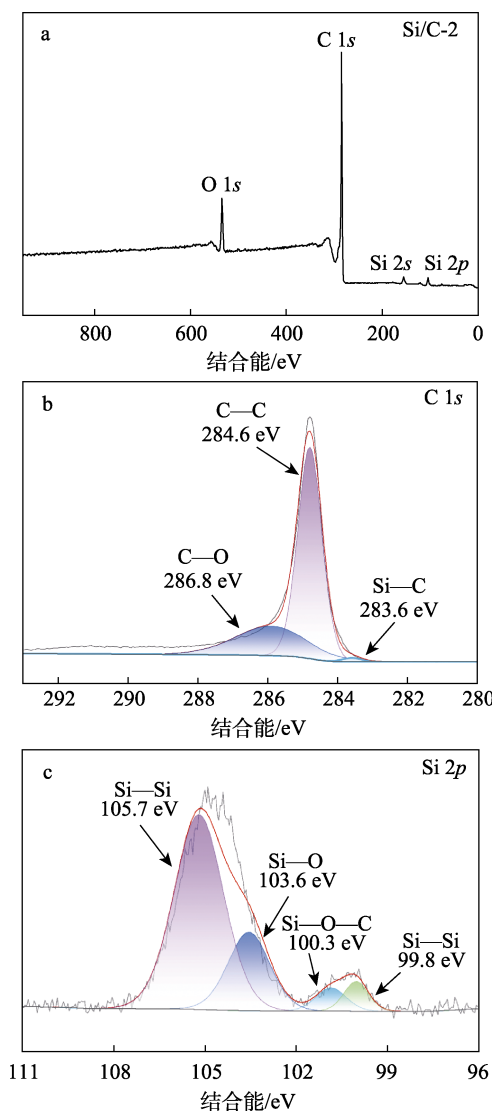 a
Si/C-2
C 1s
O 1s
Si 2s
Si 2p
800
600
400
200
0
结合能/eV
b
C 1s
C—C
284.6 eV
C—O
286.8 eV
Si—C
283.6 eV
292
290
288
286
284
282
280
结合能/eV
c
Si 2p
Si—Si
105.7 eV
Si—O
103.6 eV
Si—O—C
100.3 eV
Si—Si
99.8 eV
111
108
105
102
99
96
结合能/eV